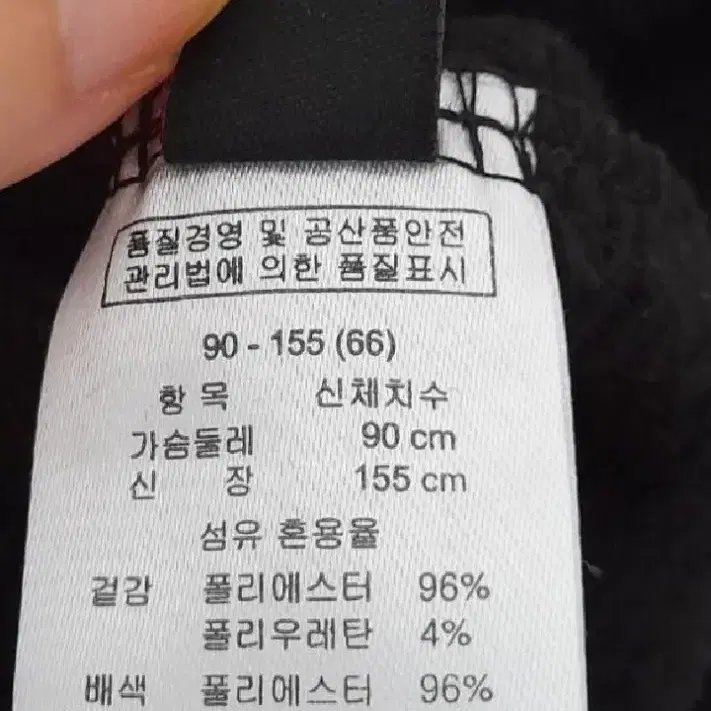 품질경영 및 공산품안전
관리법에 의한 품질표시
90 - 155 (66)
항 목 신체치수
가슴둘레 90 cm
신 장 155 cm
섬유 혼용율
겉감 폴리에스터 96%
폴리우레탄 4%
배색 폴리에스터 96%